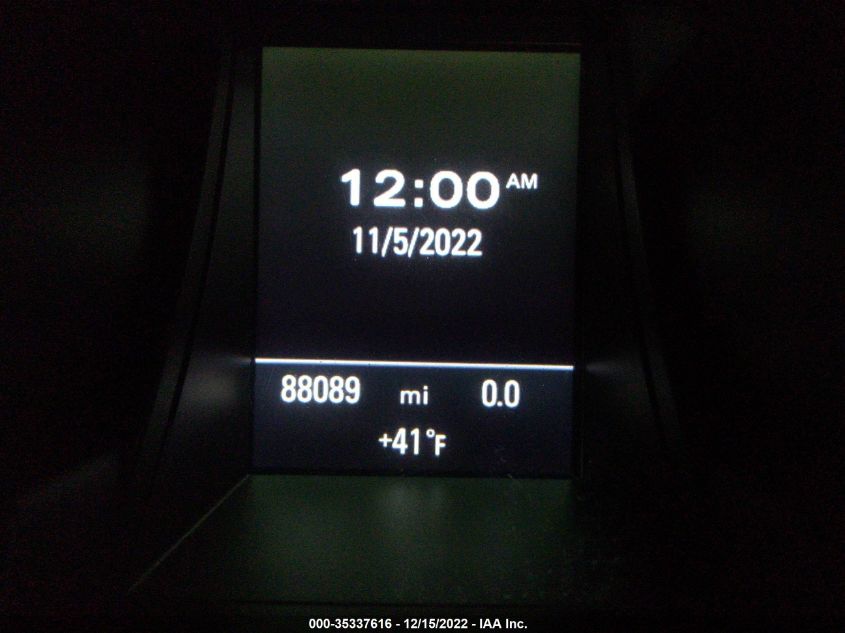 12:00 AM
11/5/2022
88089 mi 0.0
+41°F
000-35337616 - 12/15/2022 - IAA Inc.